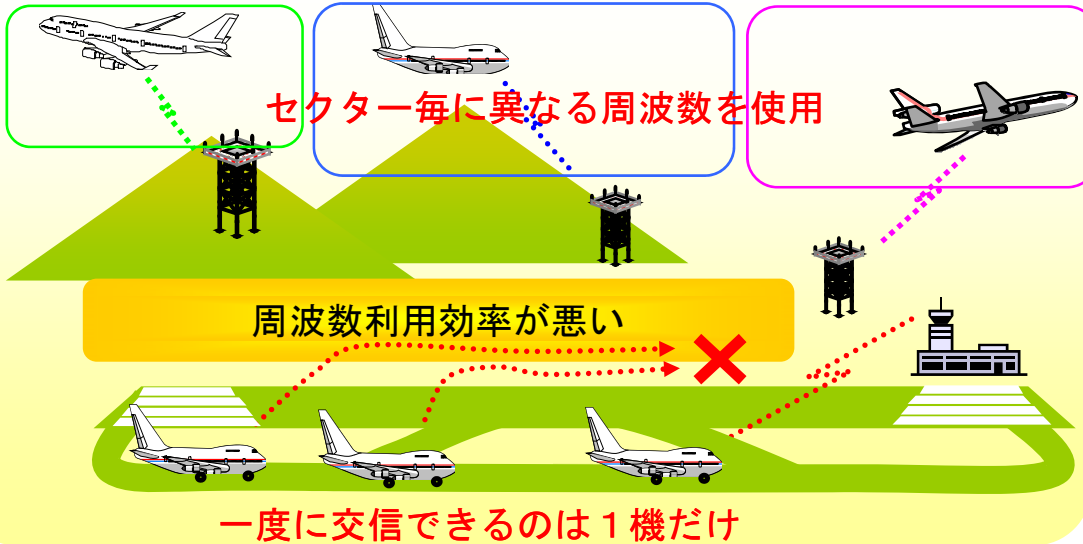 セクター毎に異なる周波数を使用
周波数利用効率が悪い
一度に交信できるのは１機だけ